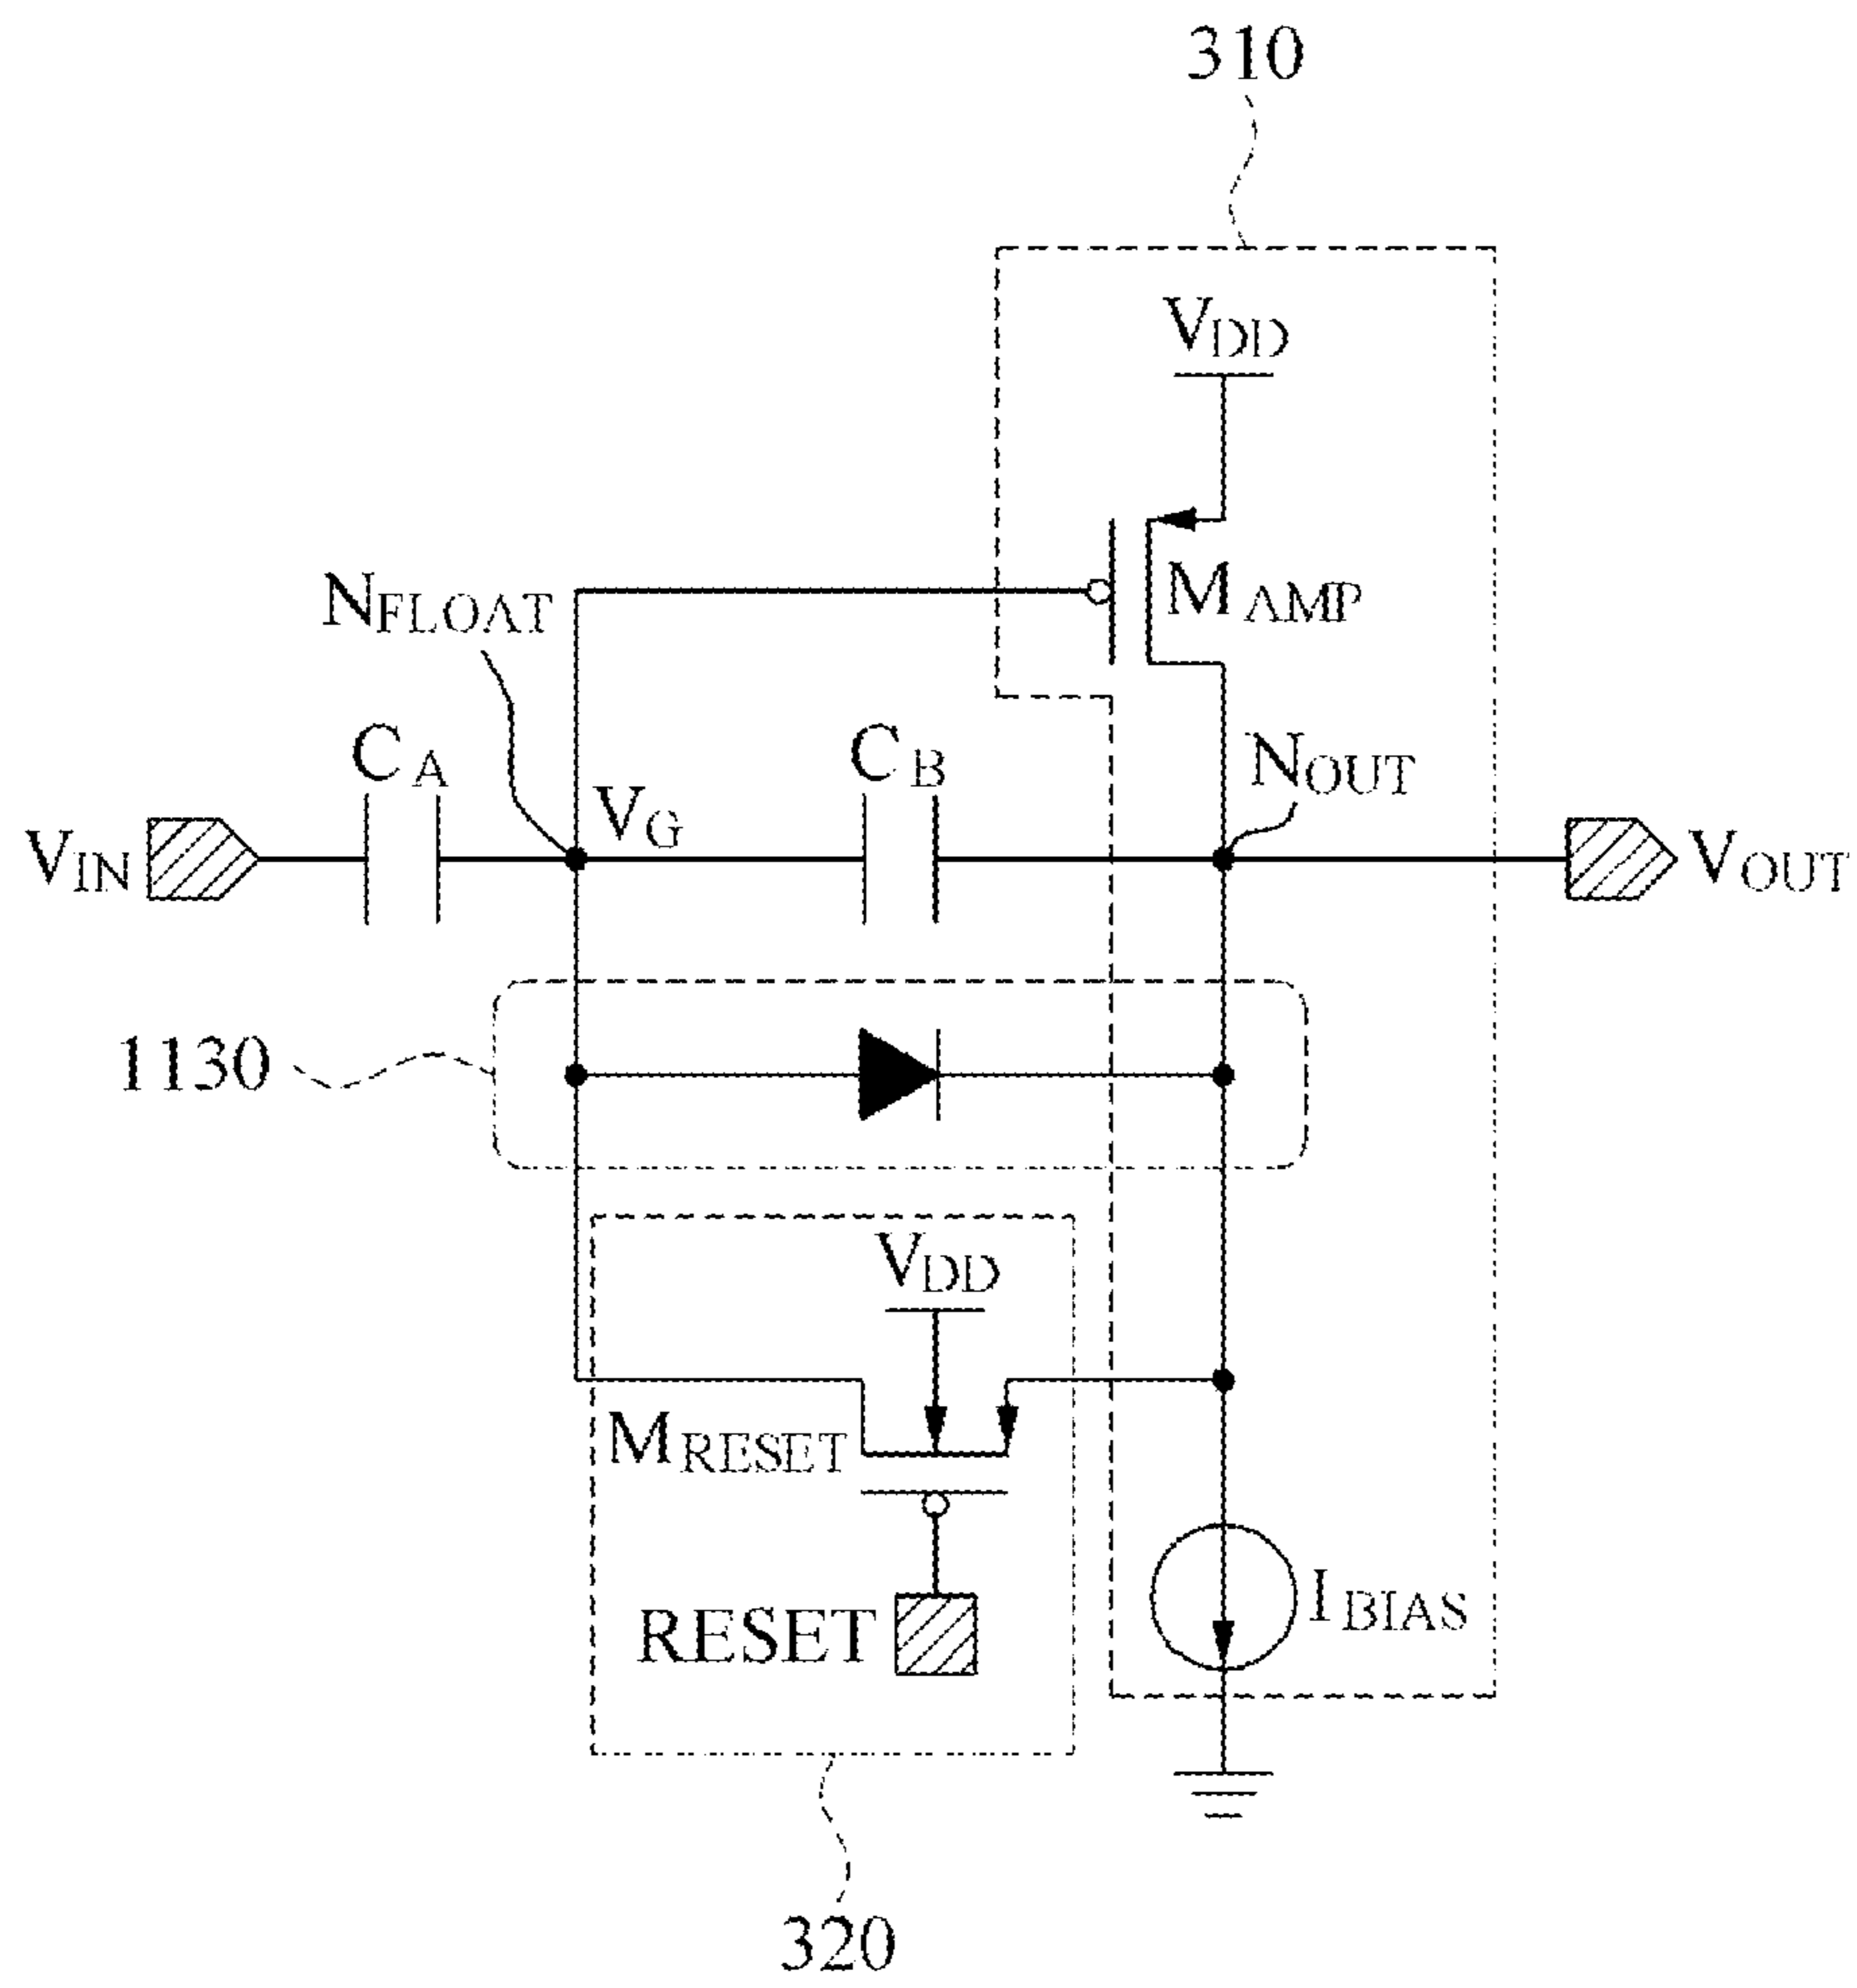 310
VDD
MAMP
NFLOAT
CA
VG
CB
NOUT
VIN
VOUT
1130
VDD
MRESET
RESET
IBIAS
320